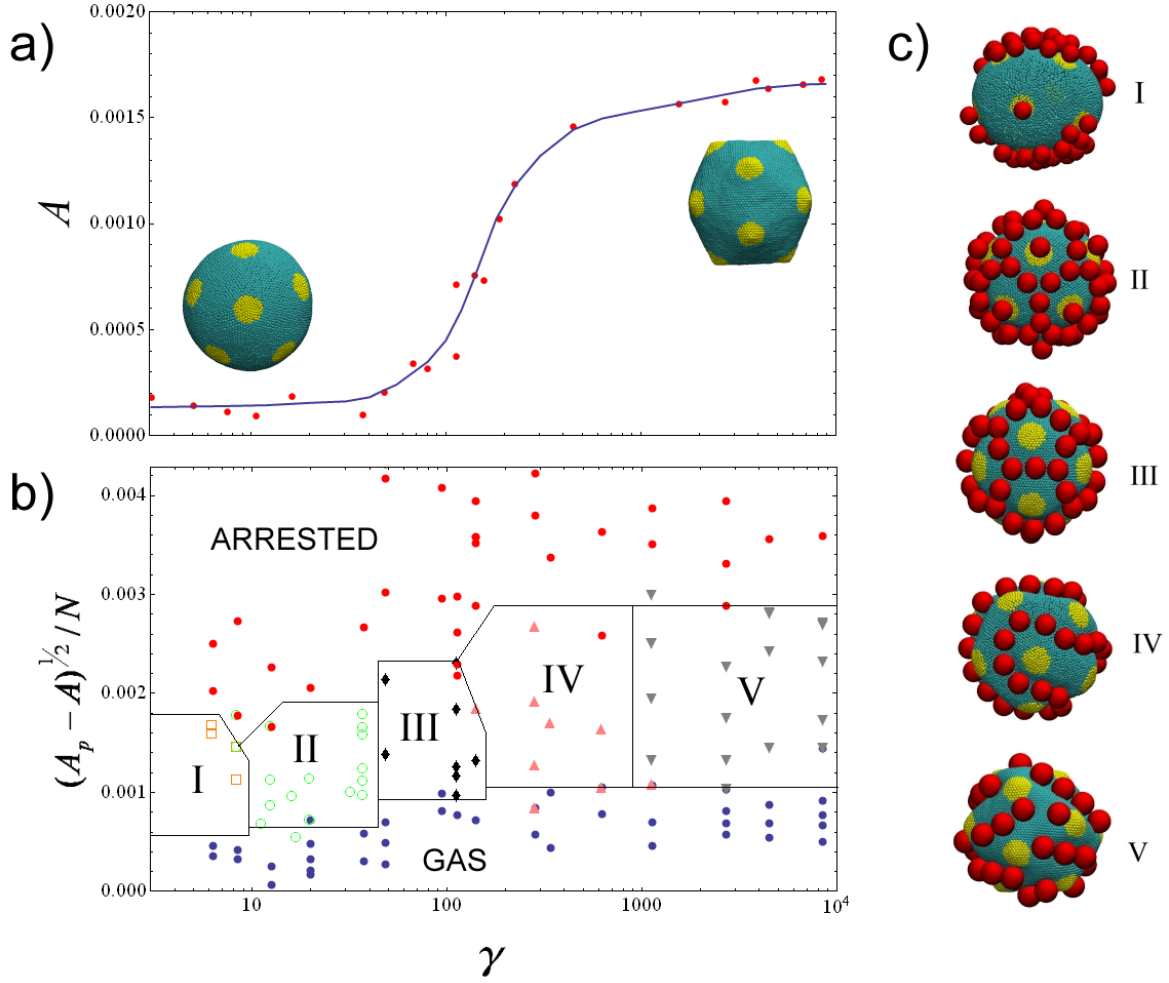 a)
0.0020
0.0015
0.0010
0.0005
0.0000
A
b)
0.004
0.003
0.002
0.001
0.000
(A_p − A)^{1/2} / N
ARRESTED
I
II
III
IV
V
GAS
10
100
1000
10^4
γ
c)
I
II
III
IV
V